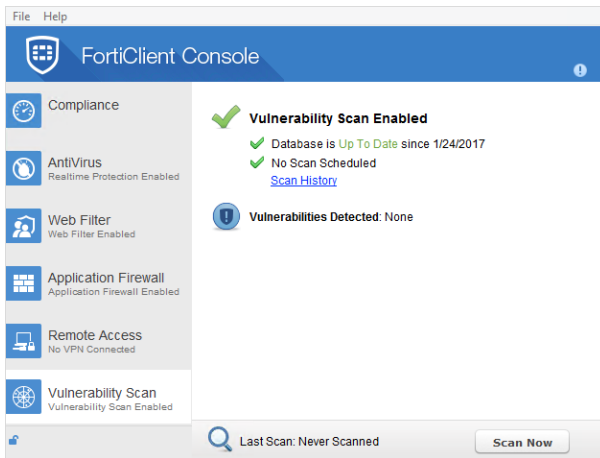 File Help
FortiClient Console
Compliance
AntiVirus
Realtime Protection Enabled
Web Filter
Web Filter Enabled
Application Firewall
Application Firewall Enabled
Remote Access
No VPN Connected
Vulnerability Scan
Vulnerability Scan Enabled
Vulnerability Scan Enabled
Database is Up To Date since 1/24/2017
No Scan Scheduled
Scan History
Vulnerabilities Detected: None
Last Scan: Never Scanned
Scan Now